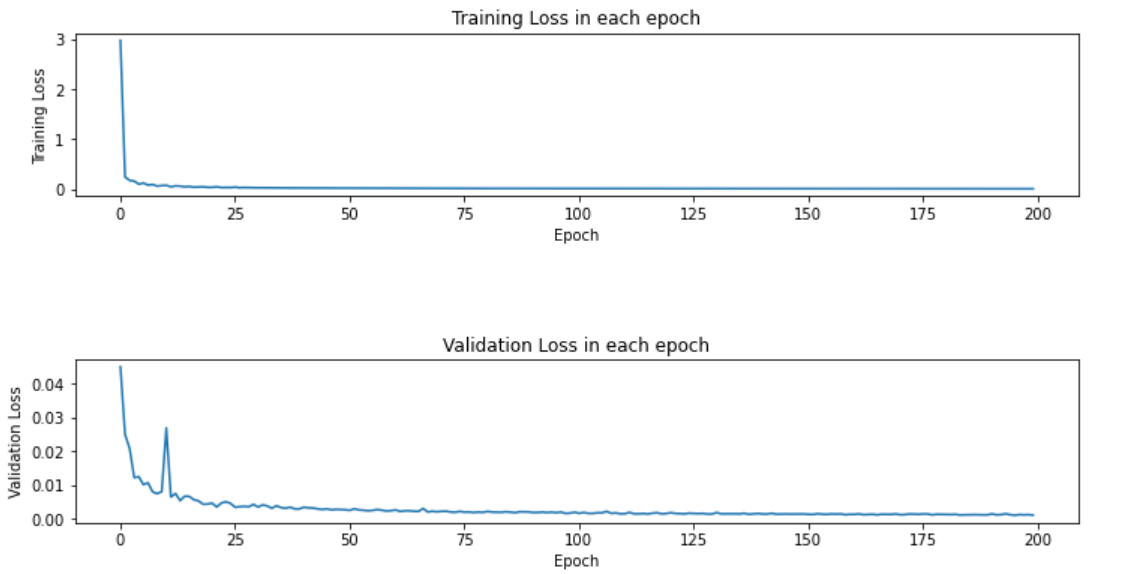 Training Loss in each epoch
3
2
1
0
Training Loss
0 25 50 75 100 125 150 175 200
Epoch
Validation Loss in each epoch
0.04
0.03
0.02
0.01
0.00
Validation Loss
0 25 50 75 100 125 150 175 200
Epoch